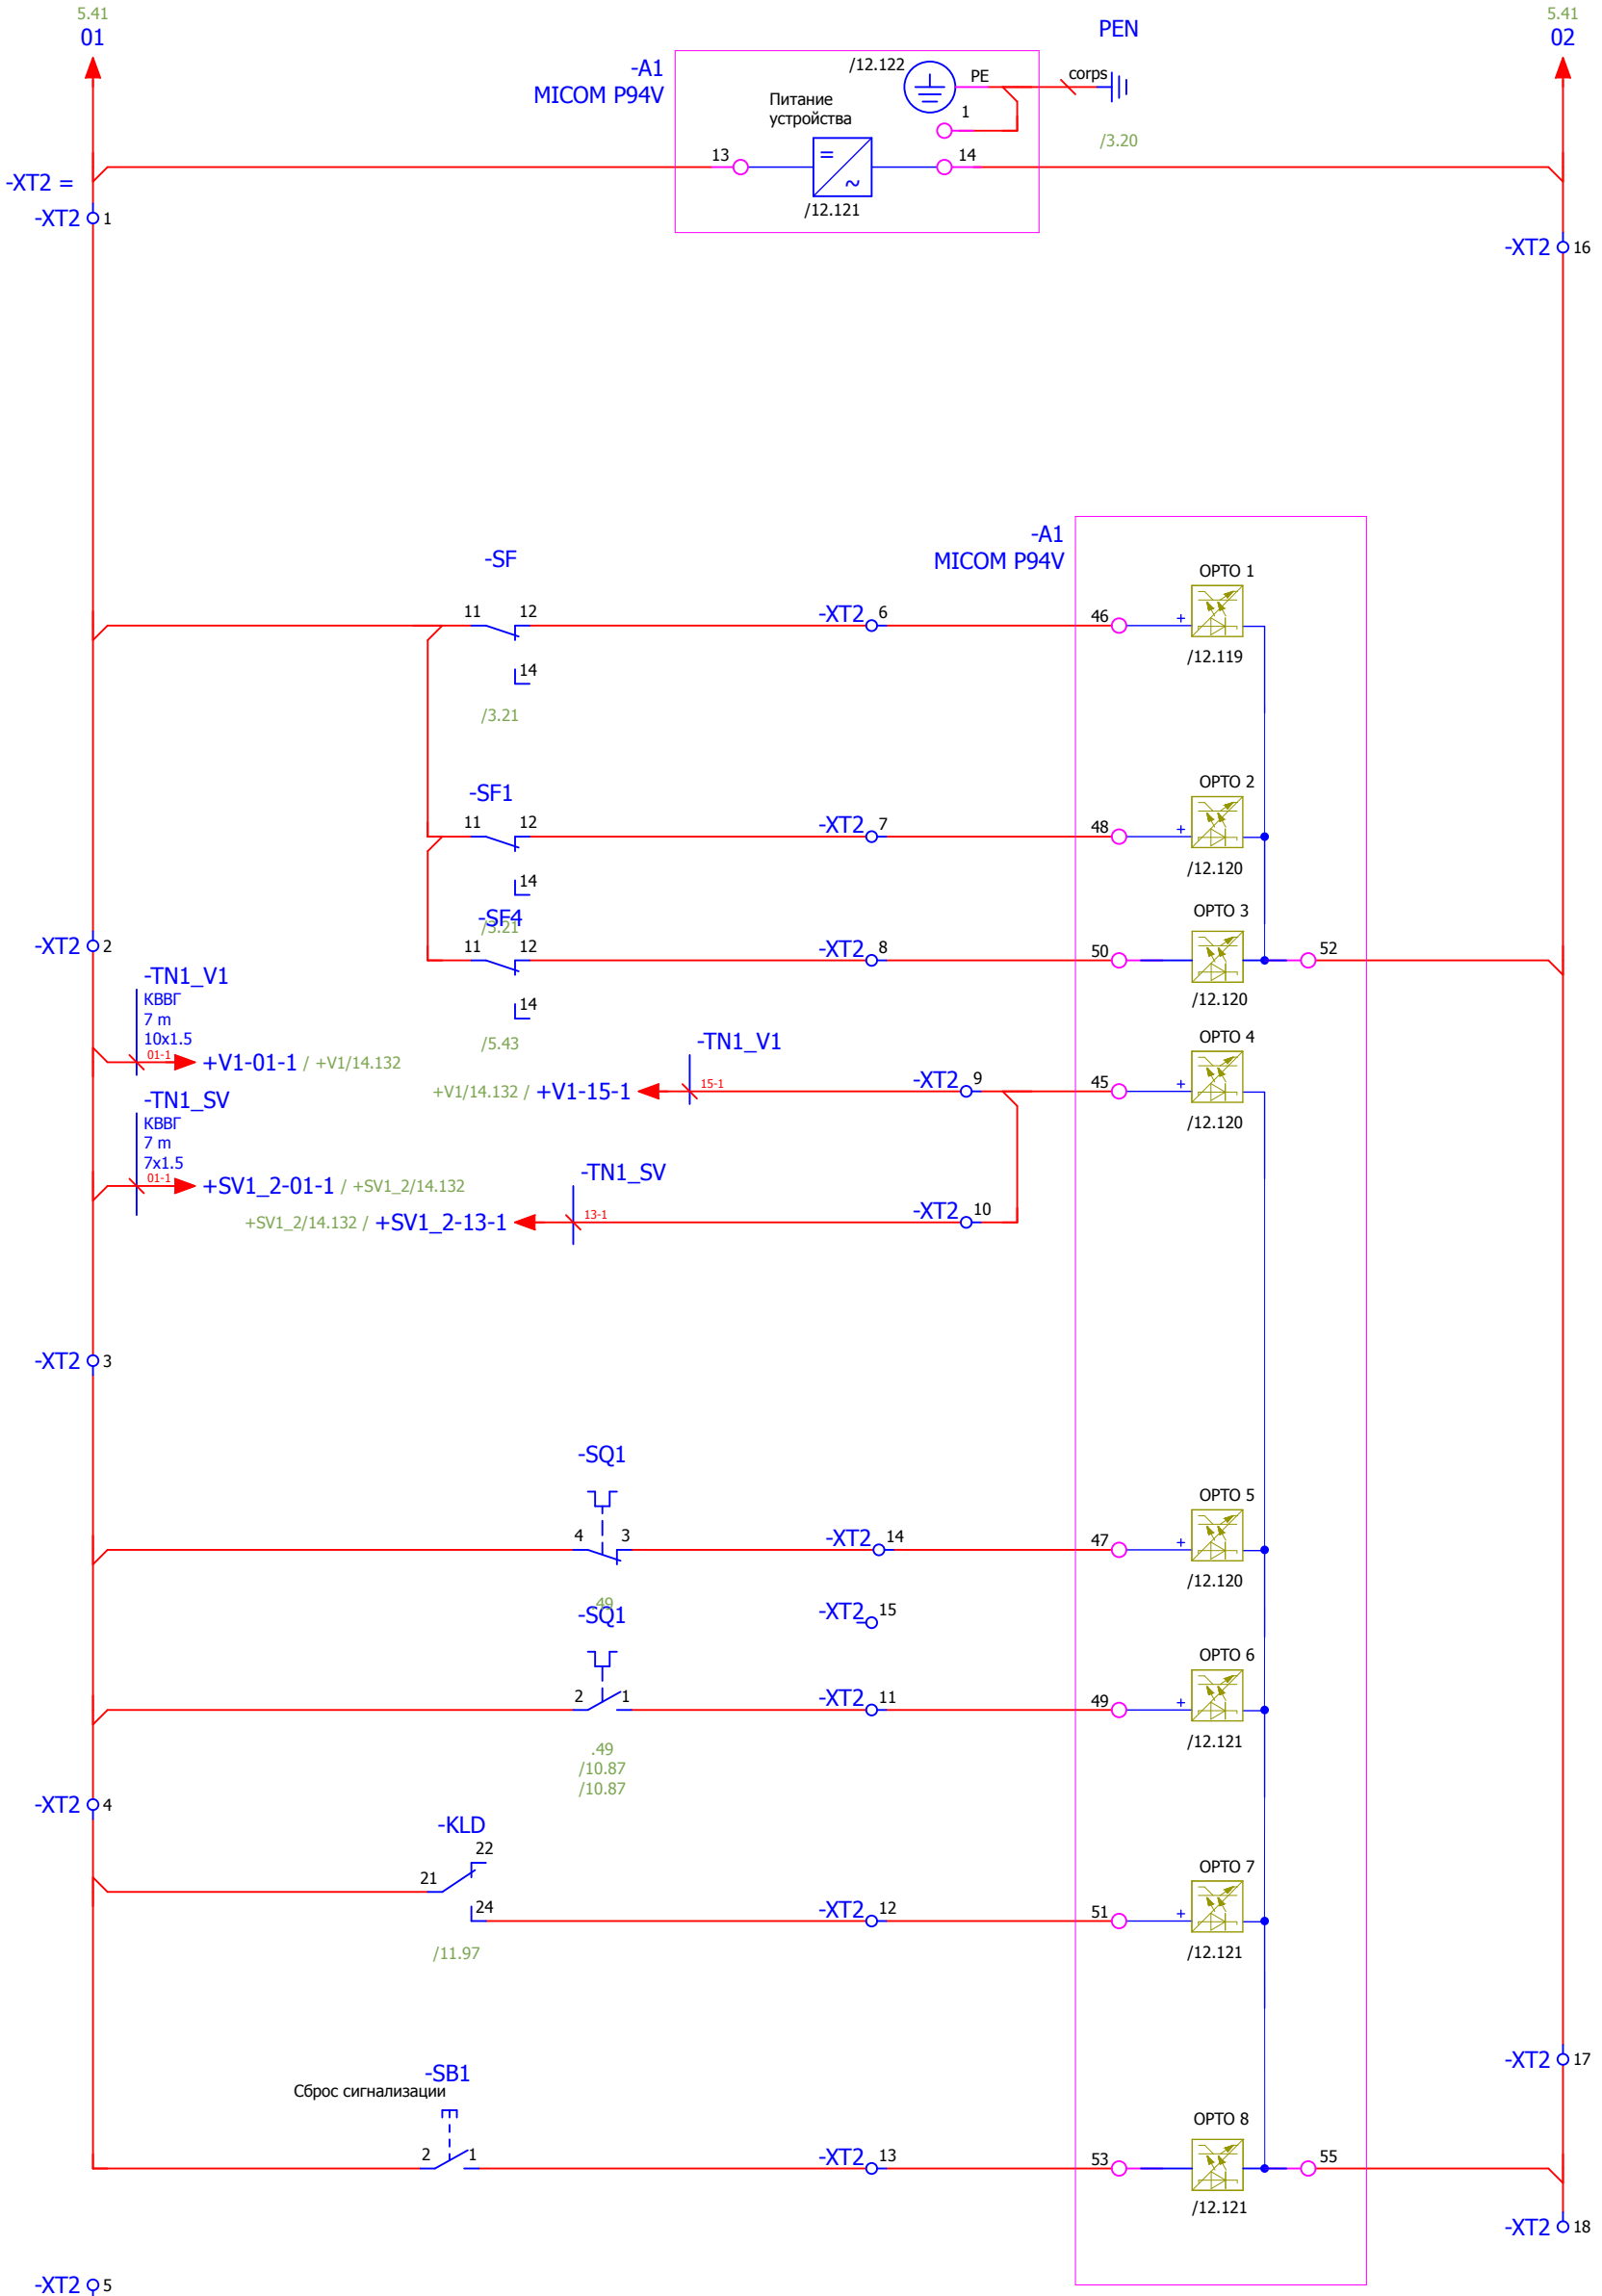 5.41
01
5.41
02
PEN
-A1
MICOM P94V
/12.122
PE
corps
Питание
устройства
1
/3.20
13
=
~
14
/12.121
-XT2 =
-XT2 1
-XT2 16
-A1
MICOM P94V
-SF
OPTO 1
11 12
-XT2 6
46
+
14
/12.119
/3.21
OPTO 2
-SF1
11 12
-XT2 7
48
+
14
/12.120
/3.21
-SF4
OPTO 3
-XT2 2
11 12
-XT2 8
50
52
14
/12.120
/5.43
-TN1_V1
КВВГ
7 m
10x1.5
01-1
+V1-01-1 / +V1/14.132
OPTO 4
-TN1_V1
+V1/14.132 / +V1-15-1
15-1
-XT2 9
45
+
/12.120
-TN1_SV
КВВГ
7 m
7x1.5
01-1
+SV1_2-01-1 / +SV1_2/14.132
-TN1_SV
+SV1_2/14.132 / +SV1_2-13-1
13-1
-XT2 10
-XT2 3
-SQ1
OPTO 5
4 3
-XT2 14
47
+
/12.120
.49
-SQ1
-XT2 15
OPTO 6
2 1
-XT2 11
49
+
/12.121
.49
/10.87
/10.87
-XT2 4
-KLD
22
21
24
OPTO 7
-XT2 12
51
+
/12.121
/11.97
-XT2 17
-SB1
Сброс сигнализации
OPTO 8
2 1
-XT2 13
53
55
/12.121
-XT2 18
-XT2 5